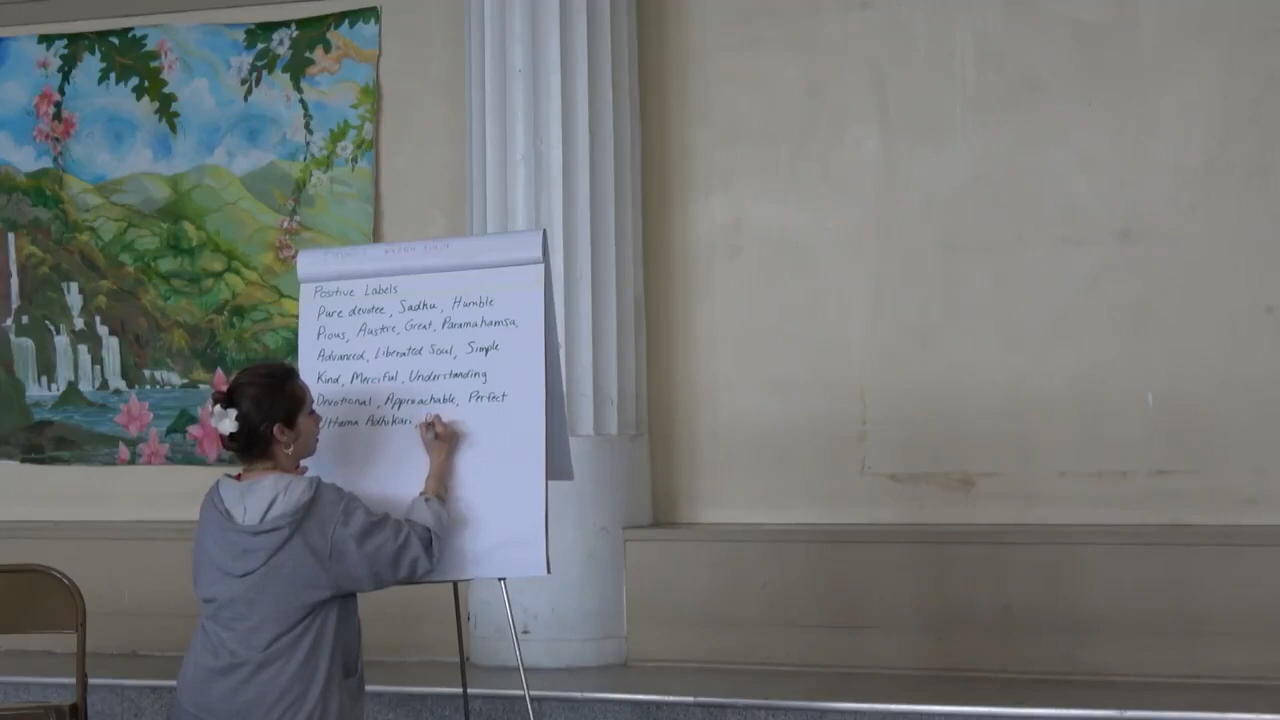 Positive Labels
Pure devotee, Sadhu, Humble
Pious, Austere, Great, Paramahamsa,
Advanced, Liberated Soul, Simple
Kind, Merciful, Understanding
Devotional, Approachable, Perfect
Uttama Adhikari